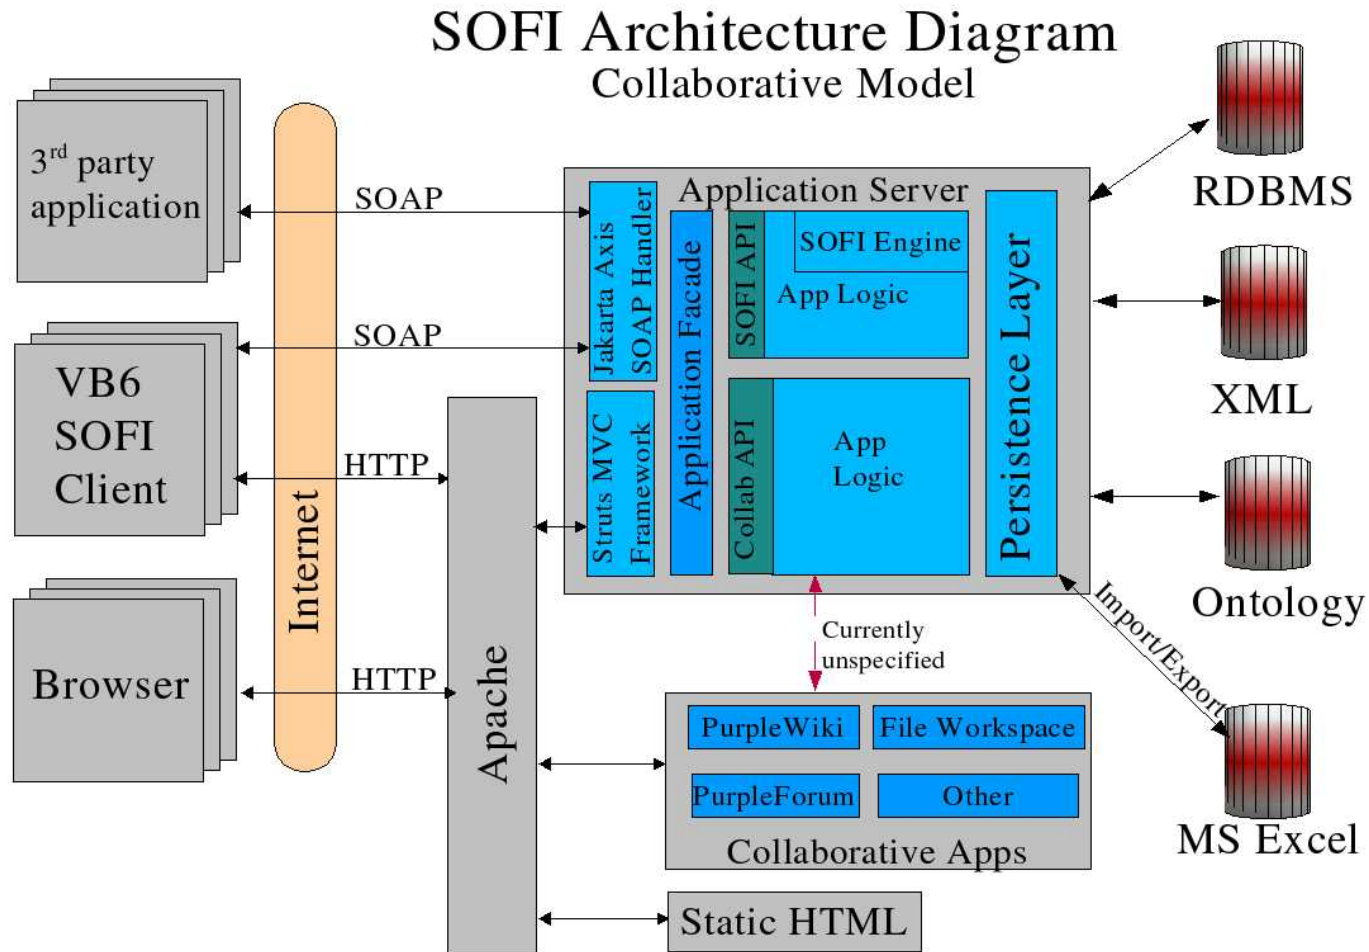 SOFI Architecture Diagram
Collaborative Model
3rd party
application
SOAP
Application Server
RDBMS
Jakarta Axis
SOAP Handler
Application Facade
SOFI API
SOFI Engine
App Logic
Persistence Layer
VB6
SOFI
Client
SOAP
HTTP
XML
Struts MVC
Framework
Collab API
App
Logic
Internet
Apache
Ontology
Currently
unspecified
Import/Export
Browser
HTTP
PurpleWiki
File Workspace
PurpleForum
Other
Collaborative Apps
MS Excel
Static HTML